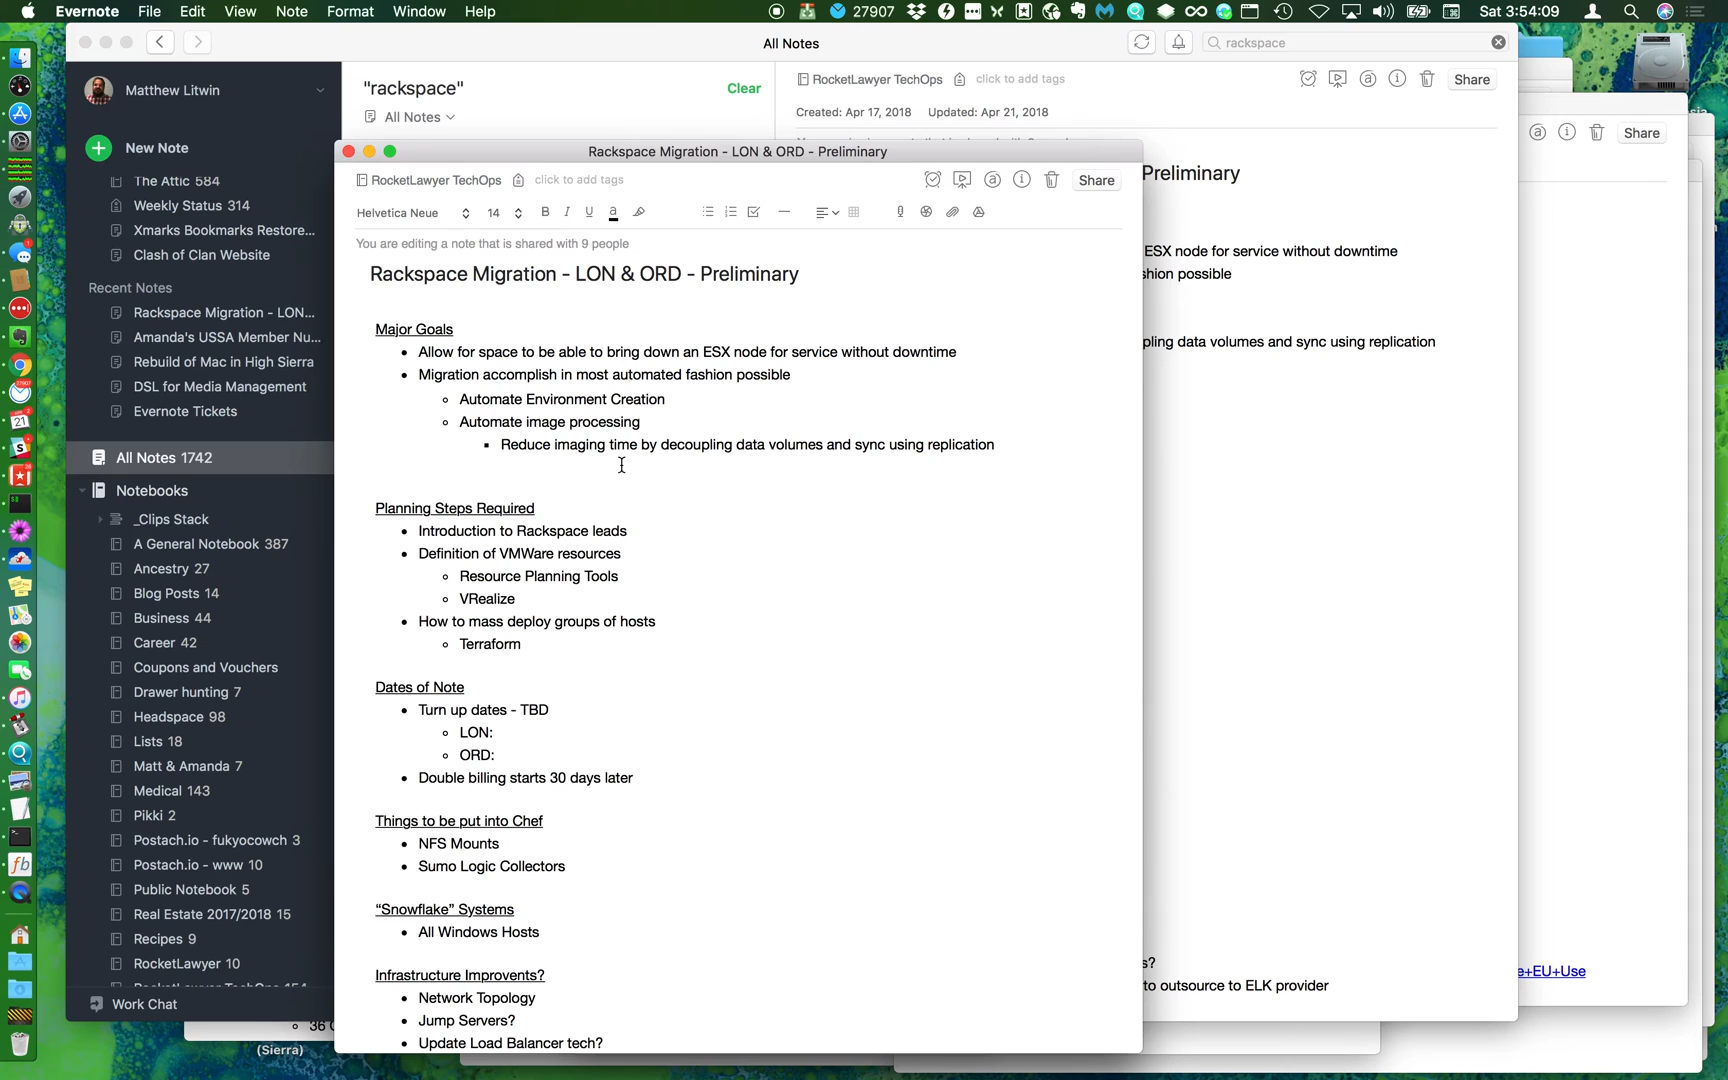 Evernote File Edit View Note Format Window Help
27907
Sat 3:54:09
All Notes
rackspace
Matthew Litwin
New Note
The Attic 584
Weekly Status 314
Xmarks Bookmarks Restore...
Clash of Clan Website
Recent Notes
Rackspace Migration - LON...
Amanda's USSA Member Nu...
Rebuild of Mac in High Sierra
DSL for Media Management
Evernote Tickets
All Notes 1742
Notebooks
_Clips Stack
A General Notebook 387
Ancestry 27
Blog Posts 14
Business 44
Career 42
Coupons and Vouchers
Drawer hunting 7
Headspace 98
Lists 18
Matt & Amanda 7
Medical 143
Pikki 2
Postach.io - fukyocowch 3
Postach.io - www 10
Public Notebook 5
Real Estate 2017/2018 15
Recipes 9
RocketLawyer 10
Work Chat
"rackspace"
Clear
All Notes
RocketLawyer TechOps click to add tags
Share
Created: Apr 17, 2018 Updated: Apr 21, 2018
Rackspace Migration - LON & ORD - Preliminary
RocketLawyer TechOps click to add tags
Share
Helvetica Neue 14 B I U a
You are editing a note that is shared with 9 people
Rackspace Migration - LON & ORD - Preliminary
Major Goals
• Allow for space to be able to bring down an ESX node for service without downtime
• Migration accomplish in most automated fashion possible
◦ Automate Environment Creation
◦ Automate image processing
▪ Reduce imaging time by decoupling data volumes and sync using replication
Planning Steps Required
• Introduction to Rackspace leads
• Definition of VMWare resources
◦ Resource Planning Tools
◦ VRealize
• How to mass deploy groups of hosts
◦ Terraform
Dates of Note
• Turn up dates - TBD
◦ LON:
◦ ORD:
• Double billing starts 30 days later
Things to be put into Chef
• NFS Mounts
• Sumo Logic Collectors
“Snowflake” Systems
• All Windows Hosts
Infrastructure Improvents?
• Network Topology
• Jump Servers?
• Update Load Balancer tech?
Preliminary
ESX node for service without downtime
shion possible
pling data volumes and sync using replication
s?
to outsource to ELK provider
Share
e+EU+Use
(Sierra)